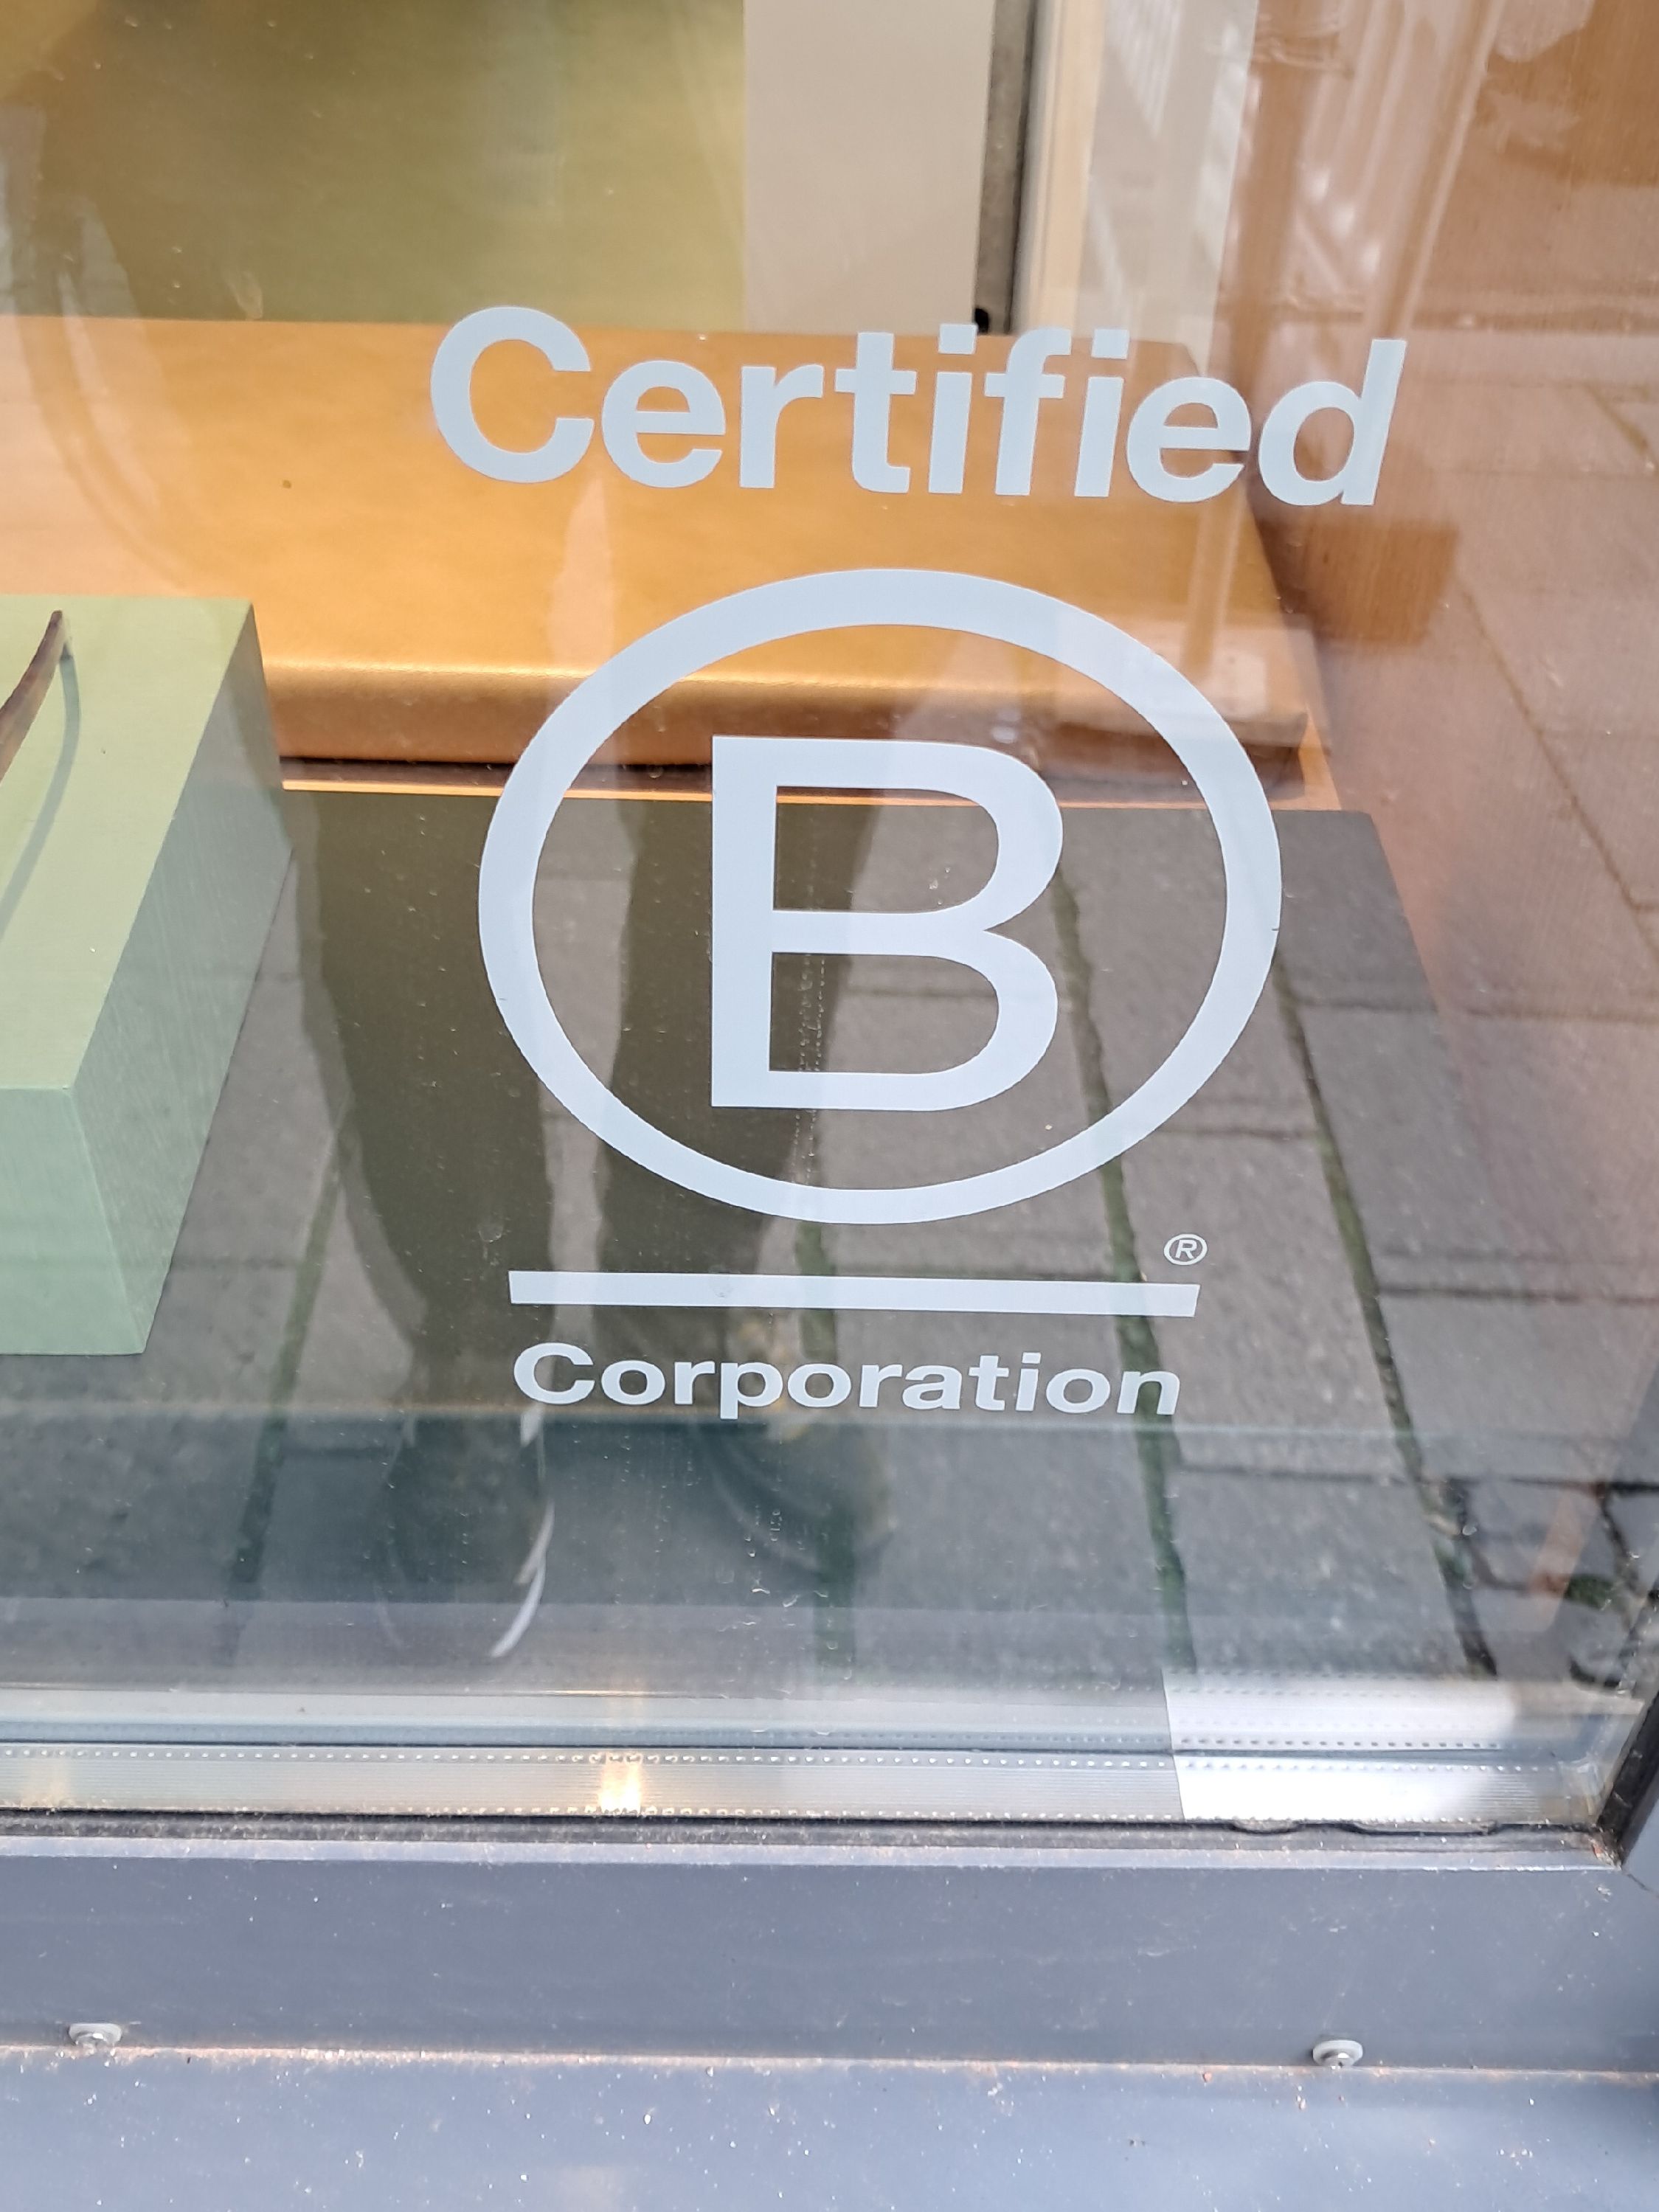 Certified
B
®
Corporation